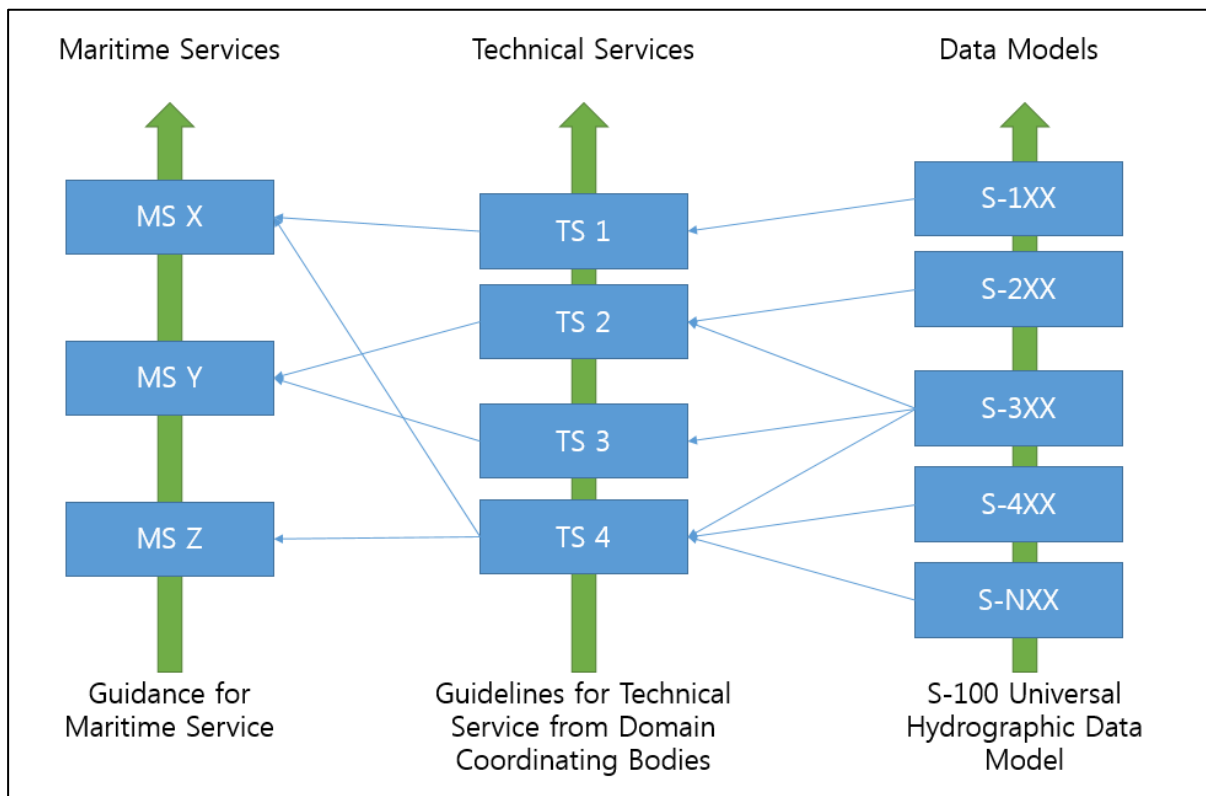 Maritime Services
Technical Services
Data Models
MS X
MS Y
MS Z
TS 1
TS 2
TS 3
TS 4
S-1XX
S-2XX
S-3XX
S-4XX
S-NXX
Guidance for
Maritime Service
Guidelines for Technical
Service from Domain
Coordinating Bodies
S-100 Universal
Hydrographic Data
Model